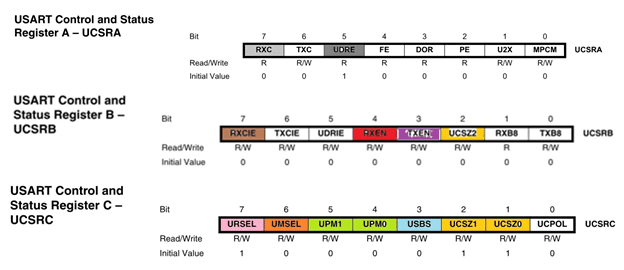 USART Control and Status
Register A – UCSRA
Bit 7 6 5 4 3 2 1 0
RXC TXC UDRE FE DOR PE U2X MPCM UCSRA
Read/Write R R/W R R R R R/W R/W
Initial Value 0 0 1 0 0 0 0 0
USART Control and
Status Register B –
UCSRB
Bit 7 6 5 4 3 2 1 0
RXCIE TXCIE UDRIE RXEN TXEN UCSZ2 RXB8 TXB8 UCSRB
Read/Write R/W R/W R/W R/W R/W R/W R R/W
Initial Value 0 0 0 0 0 0 0 0
USART Control and
Status Register C –
UCSRC
Bit 7 6 5 4 3 2 1 0
URSEL UMSEL UPM1 UPM0 USBS UCSZ1 UCSZ0 UCPOL UCSRC
Read/Write R/W R/W R/W R/W R/W R/W R/W R/W
Initial Value 1 0 0 0 0 1 1 0